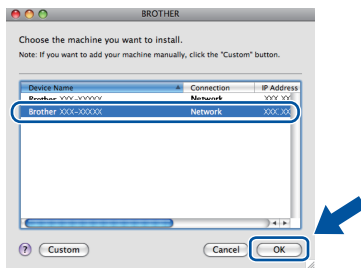 BROTHER
Choose the machine you want to install.
Note: If you want to add your machine manually, click the "Custom" button.
Device Name Connection IP Address
Brother XXX-XXXXX Network XXX.XX
Brother XXX-XXXXX Network XXX.XX
? Custom Cancel OK